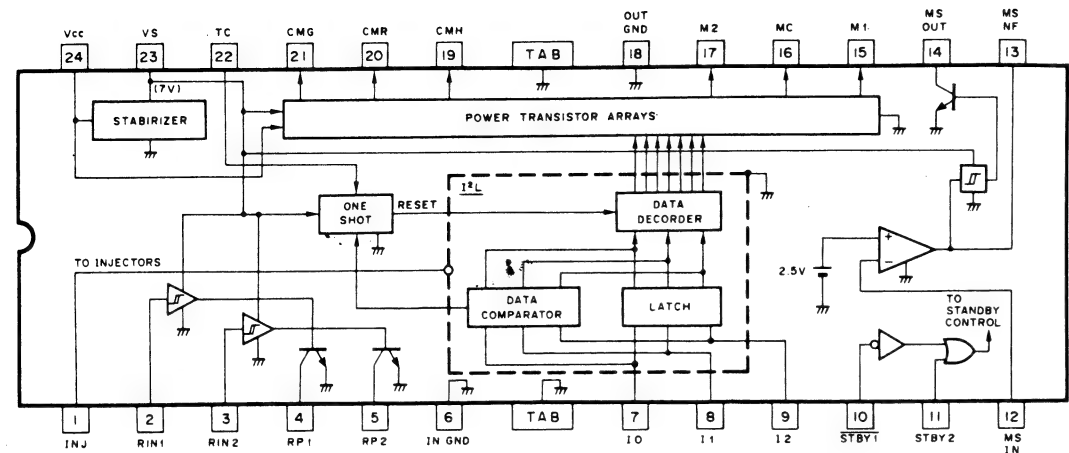 Vcc VS TC CMG CMR CMH OUT GND M2 MC M1 MS OUT MS NF
24 23 22 21 20 19 TAB 18 17 16 15 14 13
(7V)
STABIRIZER
POWER TRANSISTOR ARRAYS
I²L
ONE SHOT
RESET
DATA DECORDER
TO INJECTORS
DATA COMPARATOR
LATCH
2.5V
+
−
TO STANDBY CONTROL
1 2 3 4 5 6 TAB 7 8 9 10 11 12
INJ RIN1 RIN2 RP1 RP2 IN GND I0 I1 I2 STBY1 STBY2 MS IN